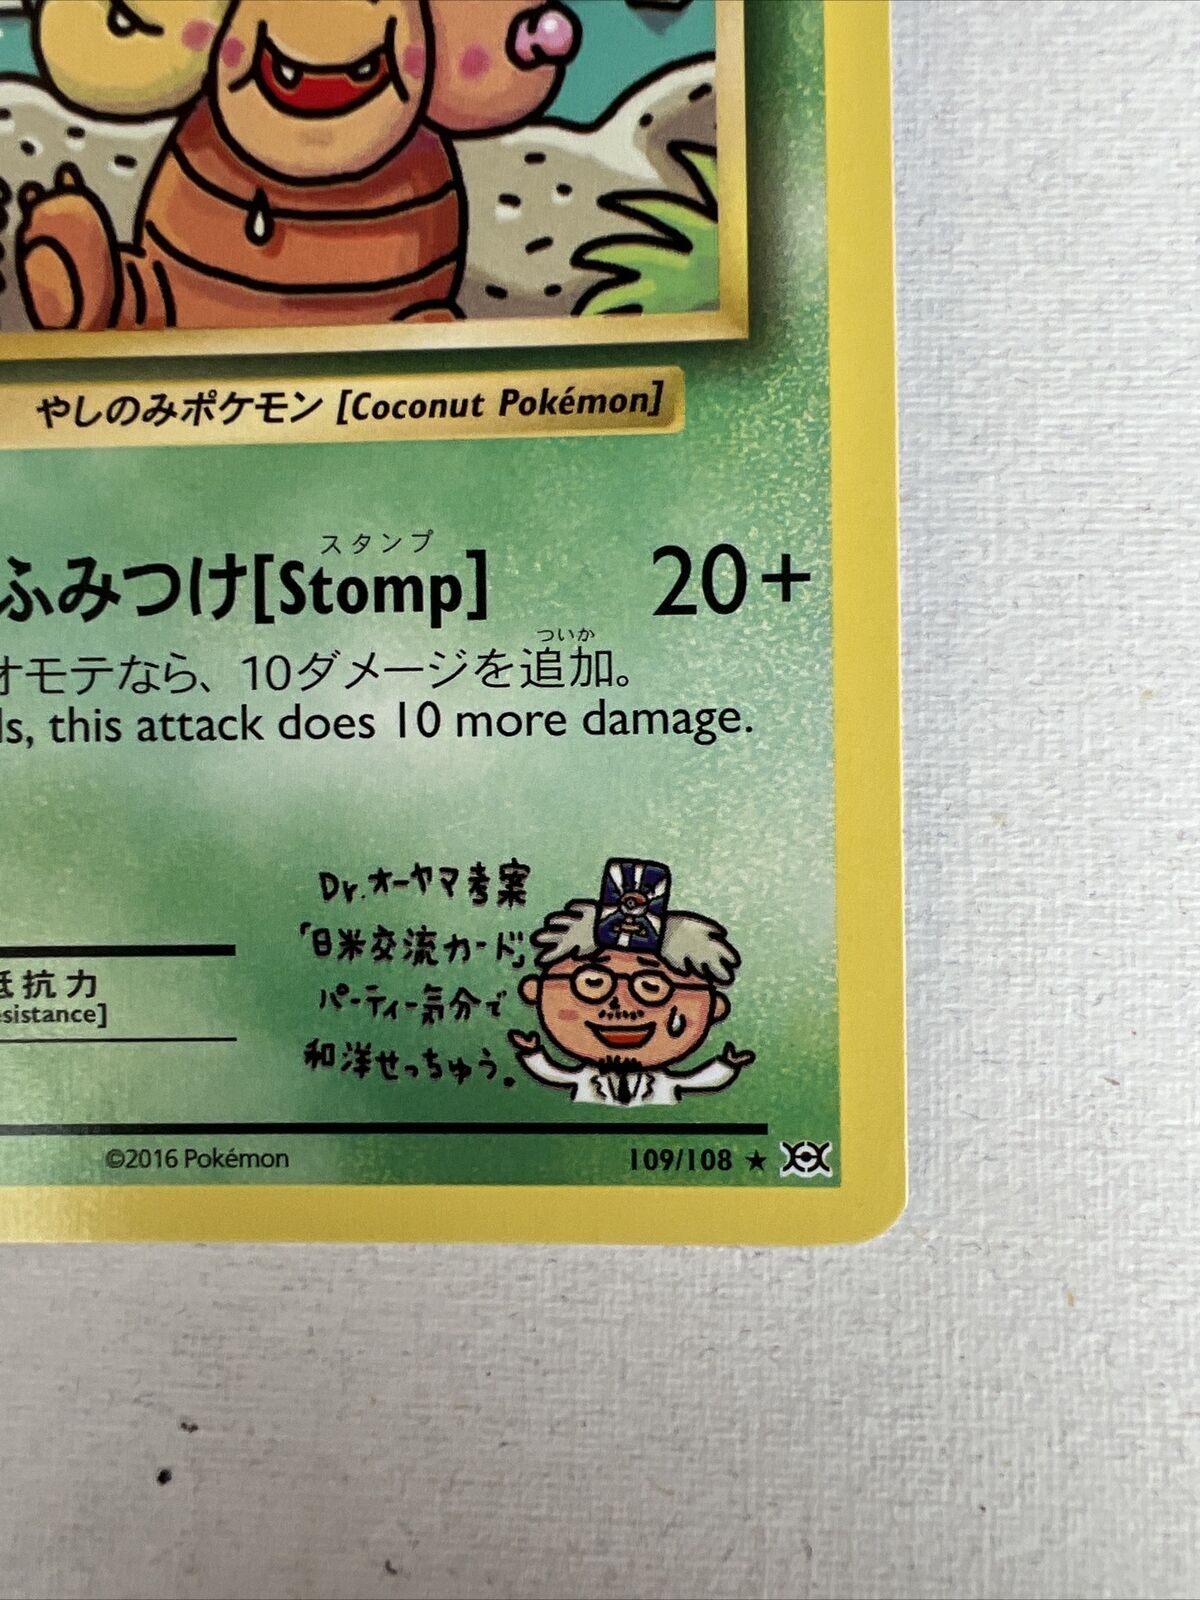 やしのみポケモン [Coconut Pokémon]
スタンプ
ふみつけ[Stomp] 20+
ついか
オモテなら、10ダメージを追加。
ls, this attack does 10 more damage.
Dr.オーヤマ考案
「日米交流カード」
パーティー気分で
和洋せっちゅう。
抵抗力
sistance]
©2016 Pokémon
109/108 ★